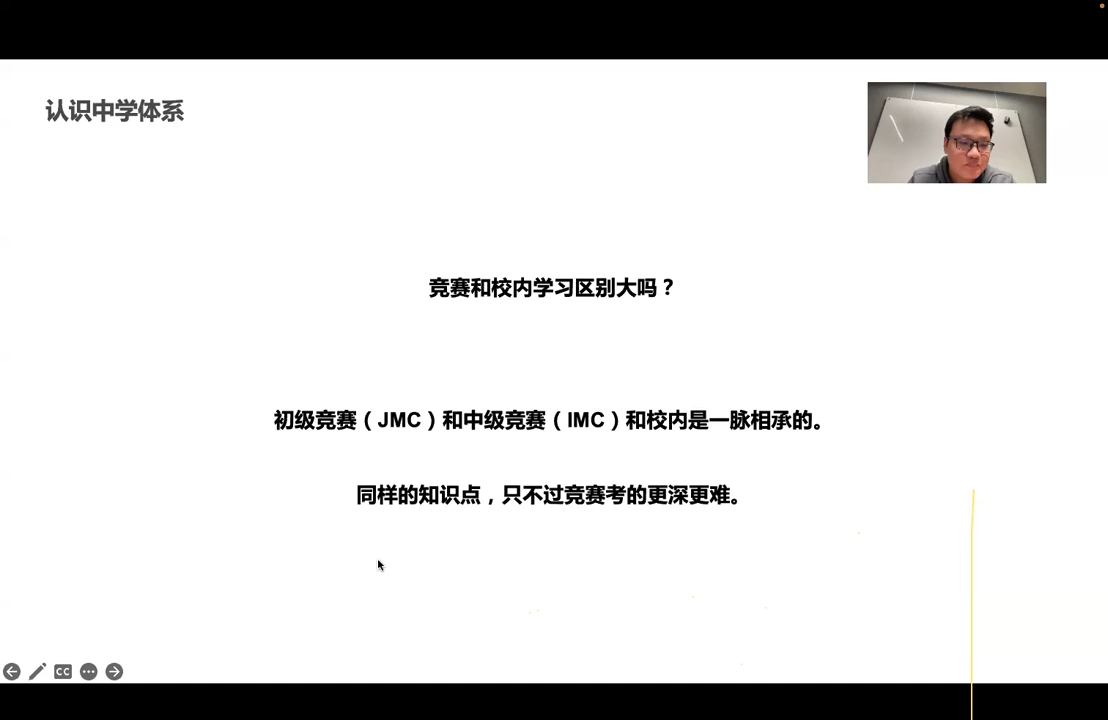 认识中学体系
竞赛和校内学习区别大吗？
初级竞赛（JMC）和中级竞赛（IMC）和校内是一脉相承的。
同样的知识点，只不过竞赛考的更深更难。
CC